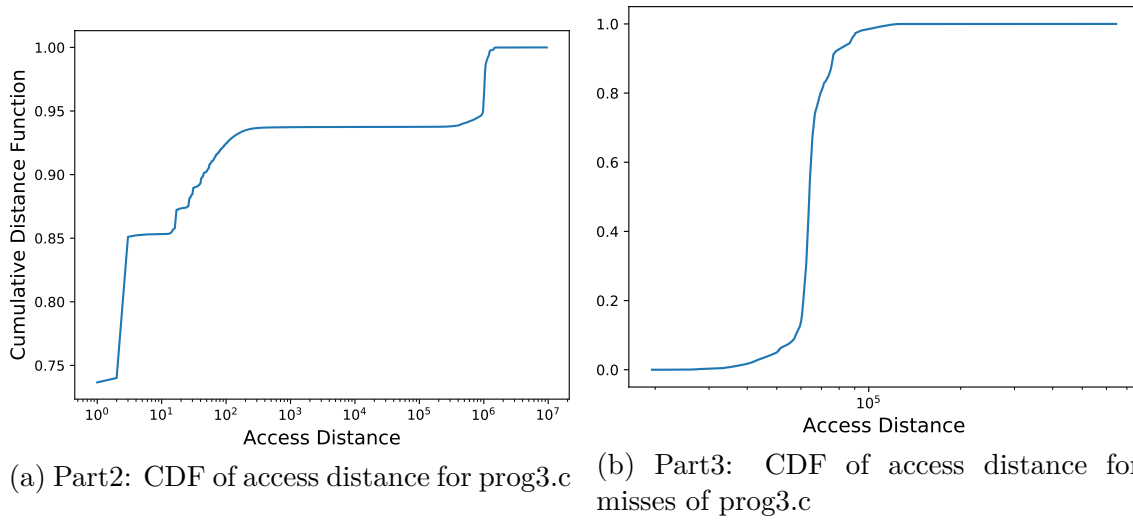 1.00
0.95
0.90
0.85
0.80
0.75
Cumulative Distance Function
10^0 10^1 10^2 10^3 10^4 10^5 10^6 10^7
Access Distance
(a) Part2: CDF of access distance for prog3.c
1.0
0.8
0.6
0.4
0.2
0.0
10^5
Access Distance
(b) Part3: CDF of access distance for
misses of prog3.c